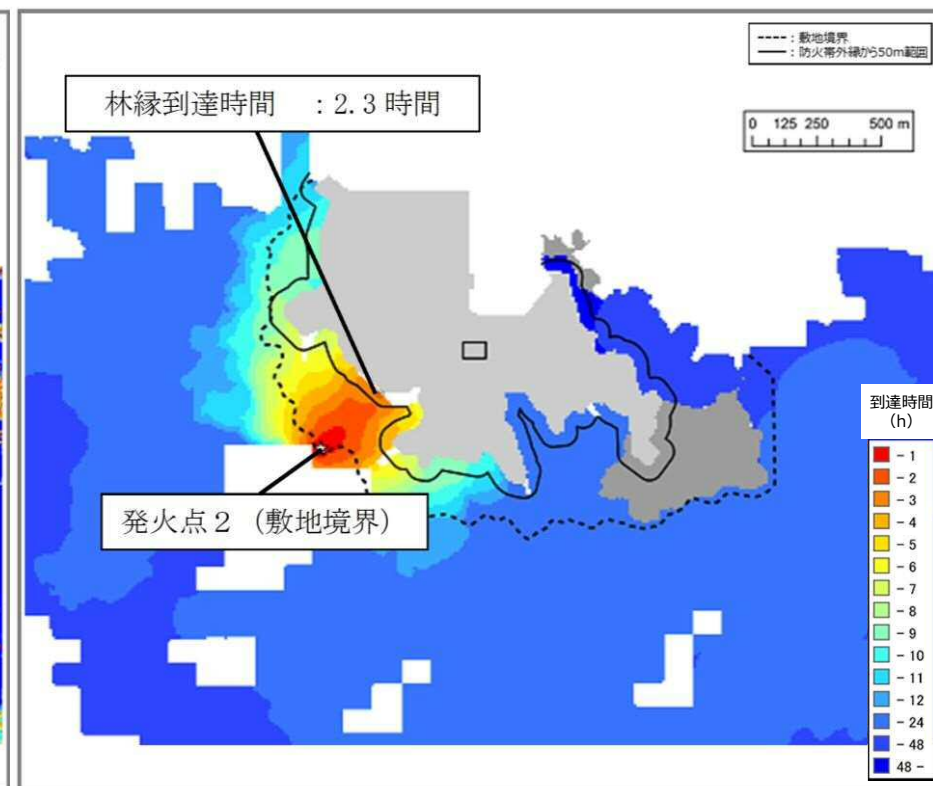 ---- : 敷地境界
— : 防火帯外縁から50m範囲
林縁到達時間 : 2.3 時間
0 125 250 500 m
発火点2 (敷地境界)
到達時間
(h)
- 1
- 2
- 3
- 4
- 5
- 6
- 7
- 8
- 9
- 10
- 11
- 12
- 24
- 48
48 -